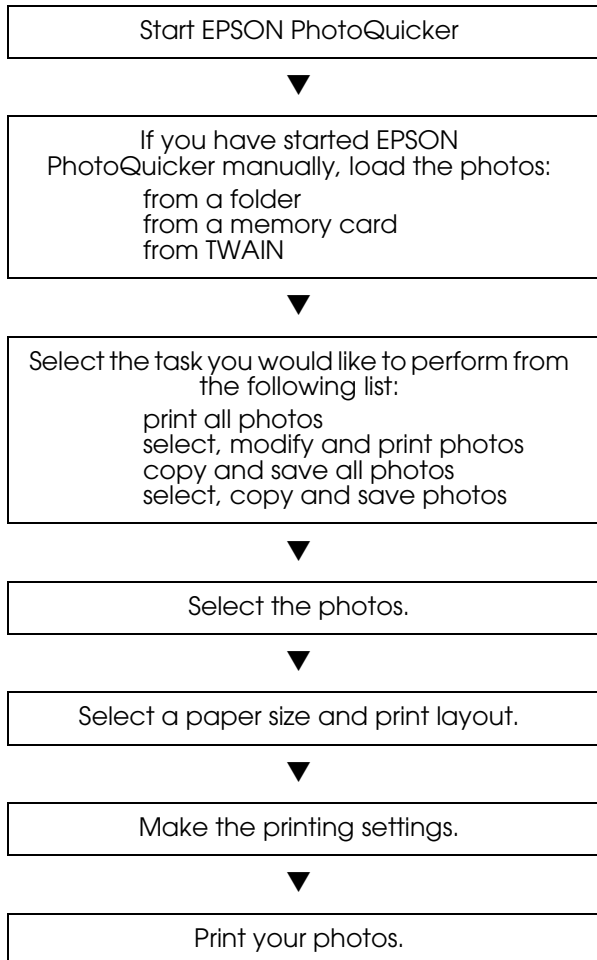 Start EPSON PhotoQuicker
If you have started EPSON
PhotoQuicker manually, load the photos:
from a folder
from a memory card
from TWAIN
Select the task you would like to perform from
the following list:
print all photos
select, modify and print photos
copy and save all photos
select, copy and save photos
Select the photos.
Select a paper size and print layout.
Make the printing settings.
Print your photos.